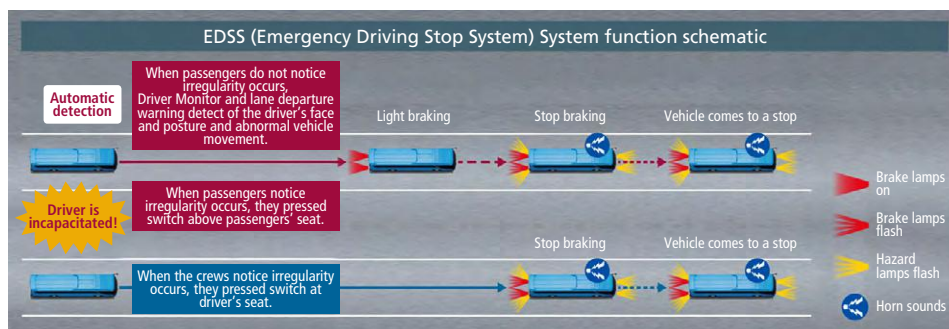 EDSS (Emergency Driving Stop System) System function schematic
Automatic
detection
When passengers do not notice
irregularity occurs,
Driver Monitor and lane departure
warning detect of the driver's face
and posture and abnormal vehicle
movement.
Light braking
Stop braking
Vehicle comes to a stop
Driver is
incapacitated!
When passengers notice
irregularity occurs, they pressed
switch above passengers' seat.
Stop braking
Vehicle comes to a stop
When the crews notice irregularity
occurs, they pressed switch at
driver's seat.
Brake lamps
on
Brake lamps
flash
Hazard
lamps flash
Horn sounds